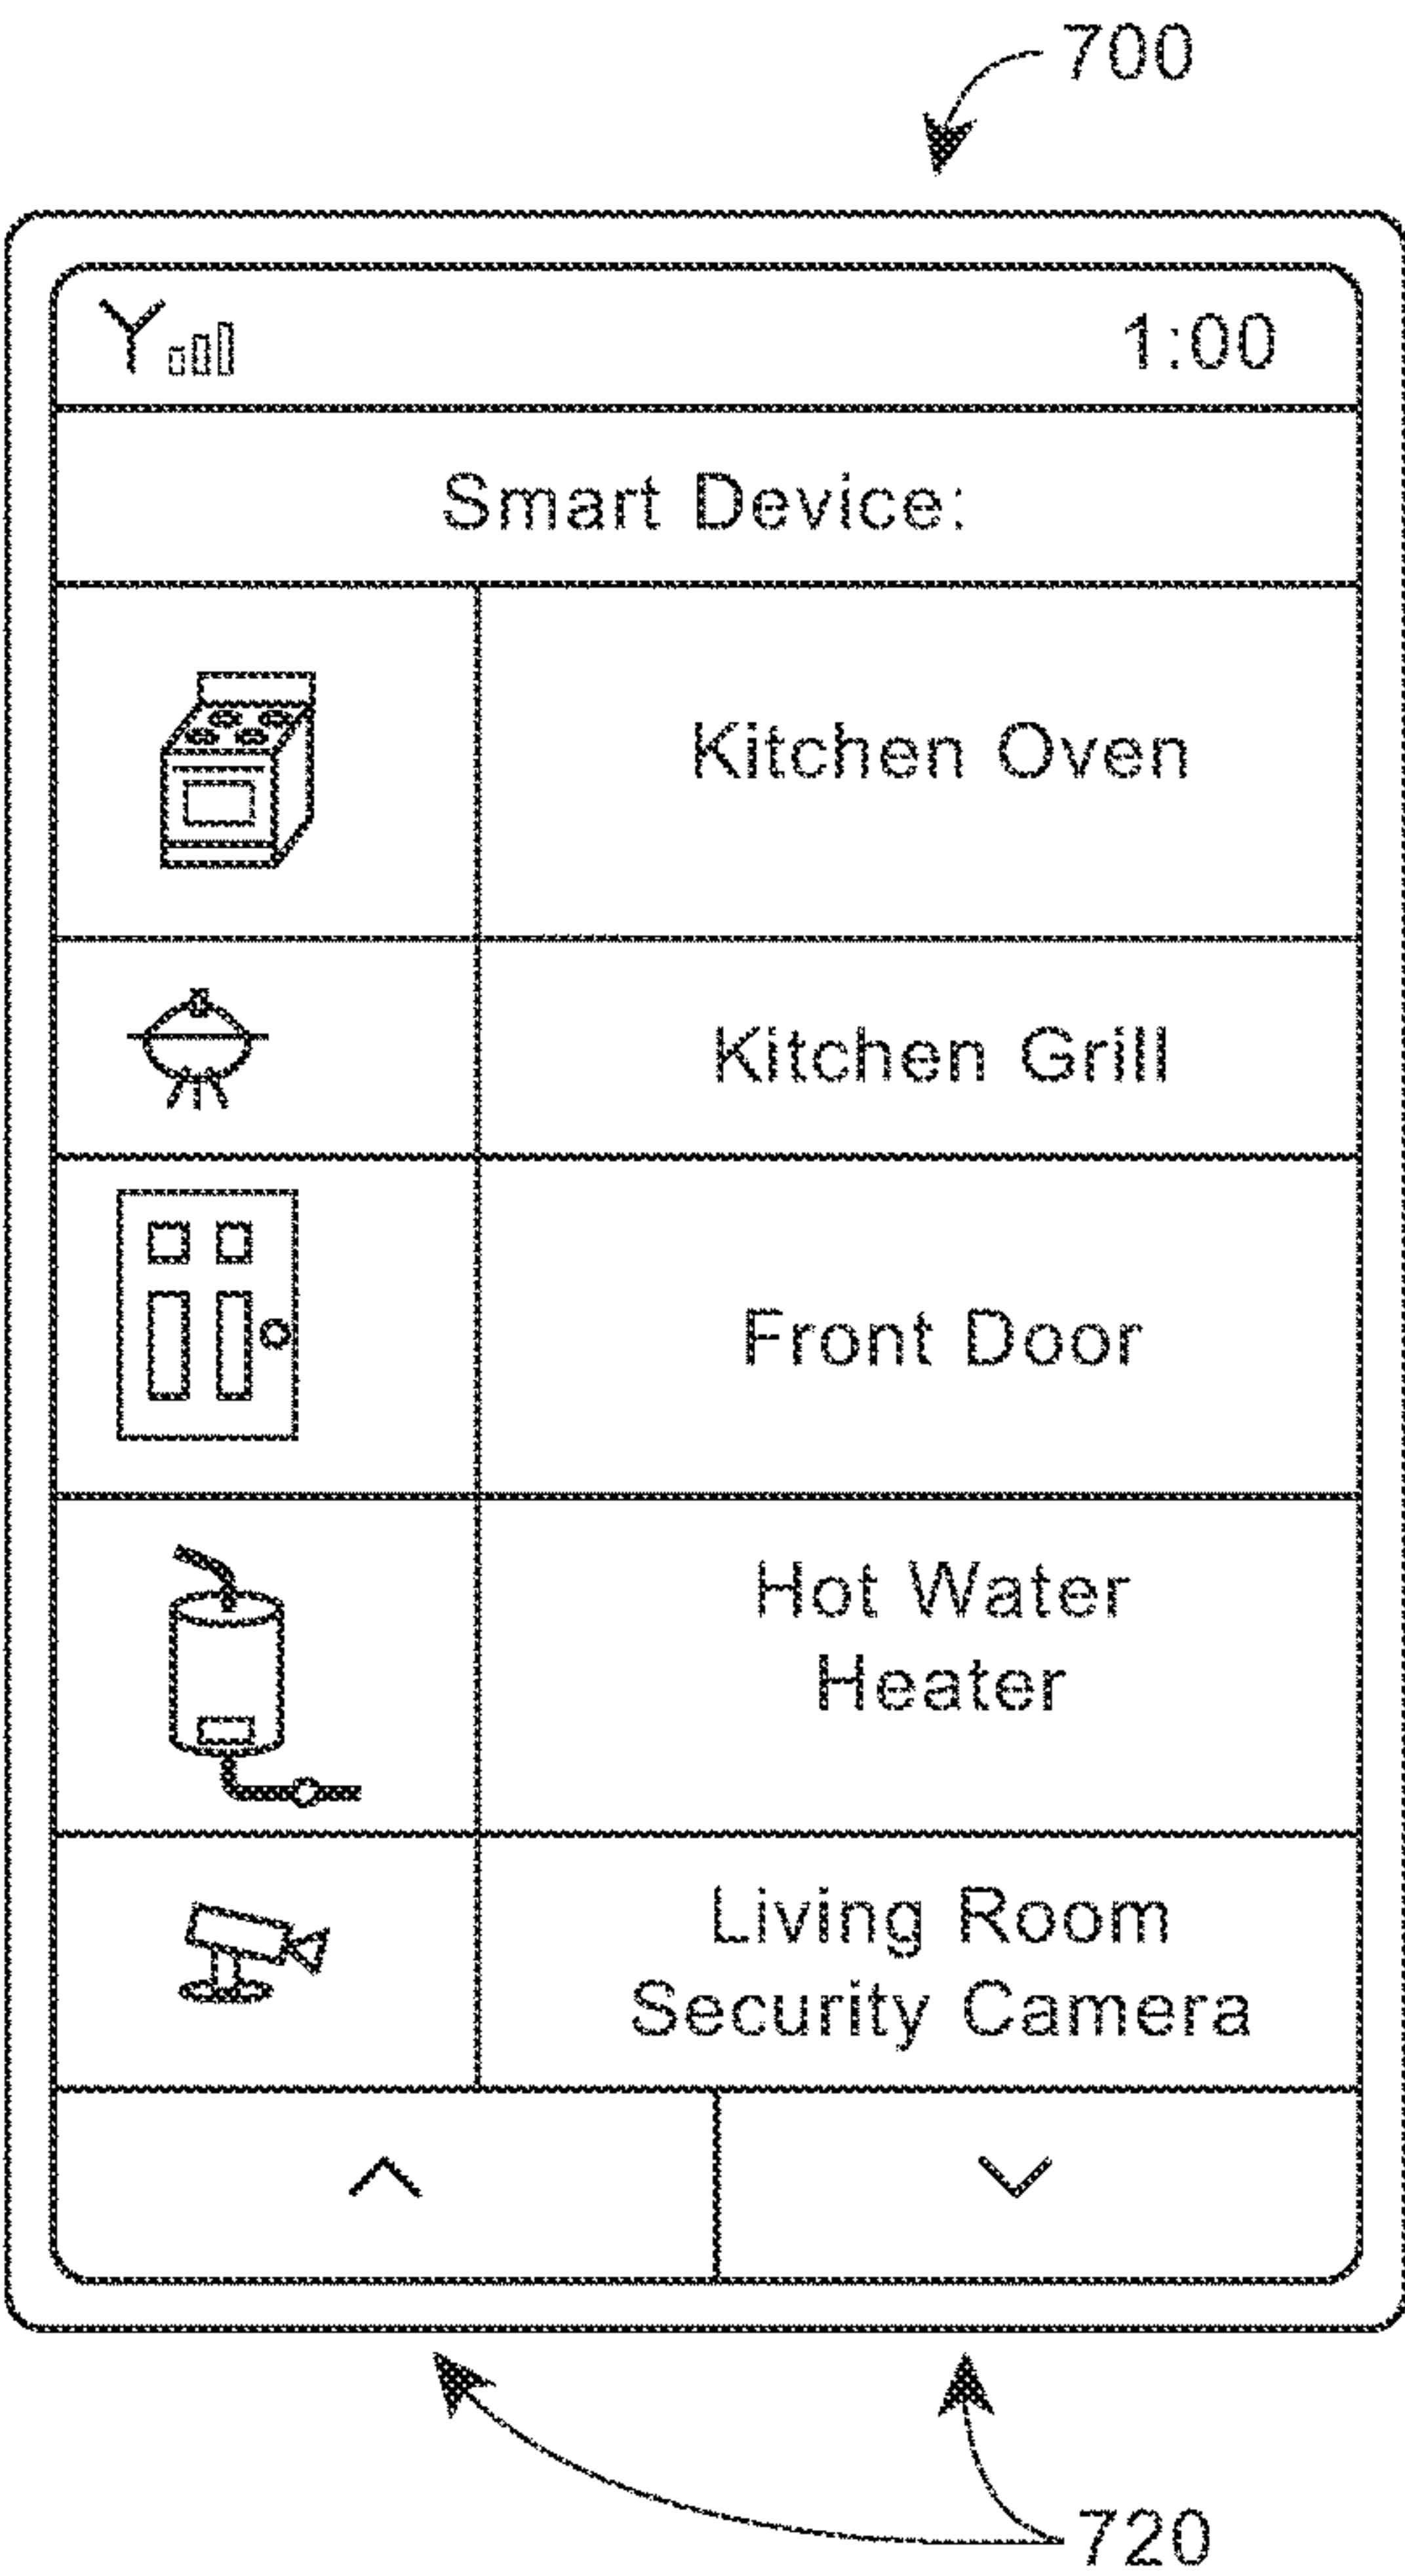 700
1:00
Smart Device:
Kitchen Oven
Kitchen Grill
Front Door
Hot Water
Heater
Living Room
Security Camera
720